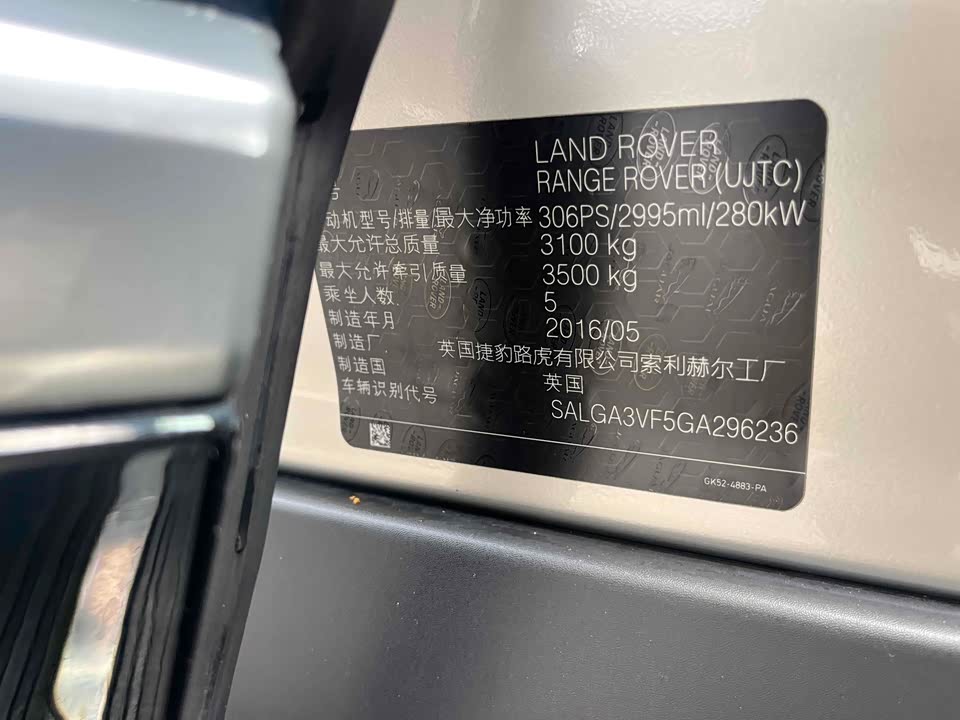 LAND ROVER
号 RANGE ROVER (UJTC)
动机型号/排量/最大净功率 306PS/2995ml/280kW
最大允许总质量 3100 kg
最大允许牵引质量 3500 kg
乘坐人数 5
制造年月 2016/05
制造厂 英国捷豹路虎有限公司索利赫尔工厂
制造国 英国
车辆识别代号 SALGA3VF5GA296236
GK52-4883-PA